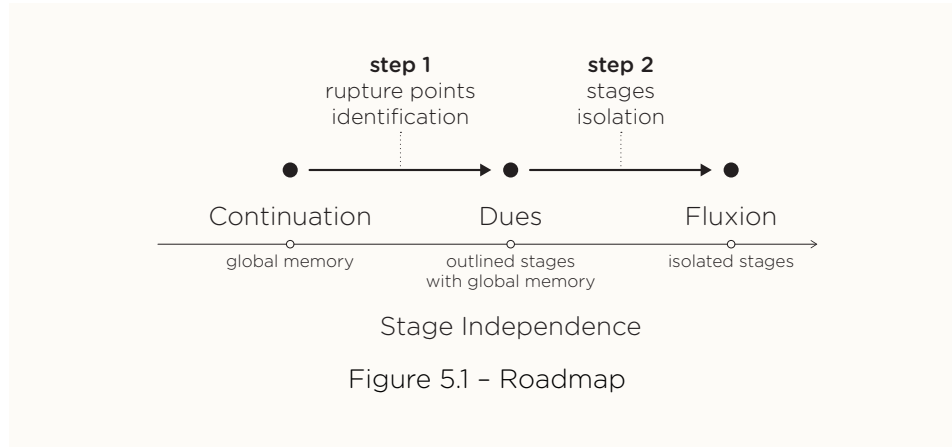 step 1
rupture points
identification
step 2
stages
isolation
Continuation
Dues
Fluxion
global memory
outlined stages
with global memory
isolated stages
Stage Independence
Figure 5.1 – Roadmap